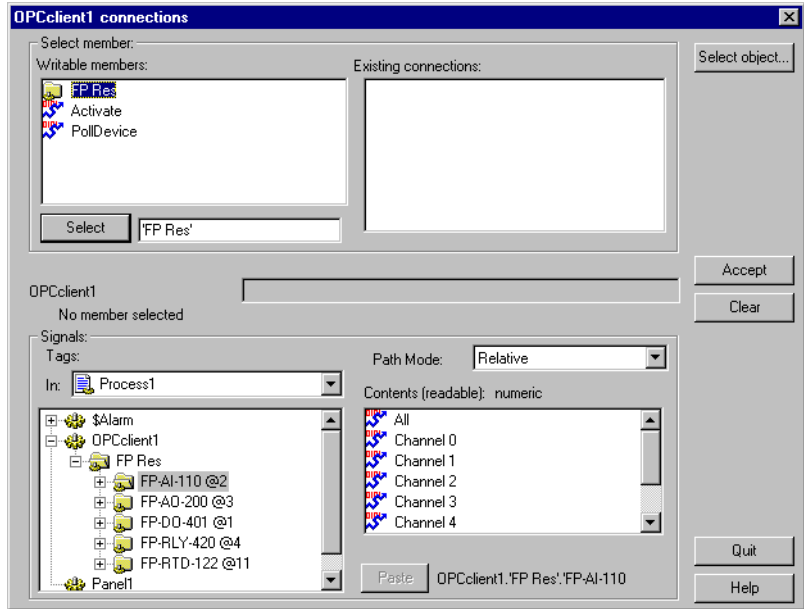 OPCclient1 connections
Select member:
Writable members:
Existing connections:
Select object...
FP Res
Activate
PollDevice
Select
'FP Res'
Accept
OPCclient1
No member selected
Clear
Signals:
Tags:
Path Mode: Relative
In: Process1
Contents (readable): numeric
$Alarm
OPCclient1
FP Res
FP-AI-110 @2
FP-AO-200 @3
FP-DO-401 @1
FP-RLY-420 @4
FP-RTD-122 @11
Panel1
All
Channel 0
Channel 1
Channel 2
Channel 3
Channel 4
Paste
OPCclient1.'FP Res'.'FP-AI-110
Quit
Help